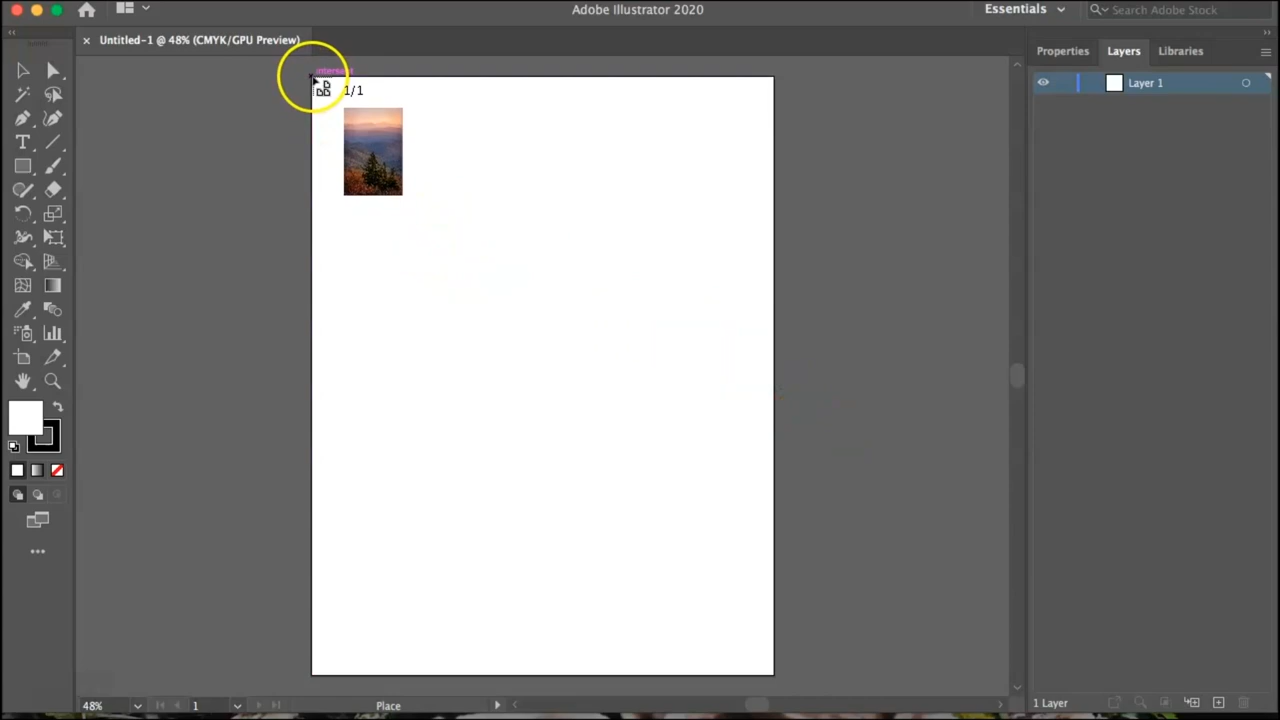 Adobe Illustrator 2020
Essentials
Search Adobe Stock
Untitled-1 @ 48% (CMYK/GPU Preview)
Properties
Layers
Libraries
intersect
1/1
Layer 1
48%
1
Place
1 Layer